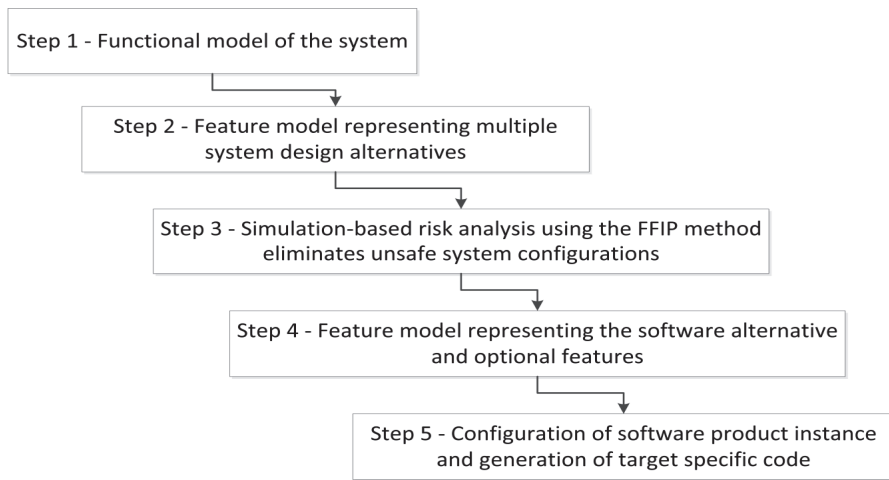 Step 1 - Functional model of the system
Step 2 - Feature model representing multiple
system design alternatives
Step 3 - Simulation-based risk analysis using the FFIP method
eliminates unsafe system configurations
Step 4 - Feature model representing the software alternative
and optional features
Step 5 - Configuration of software product instance
and generation of target specific code